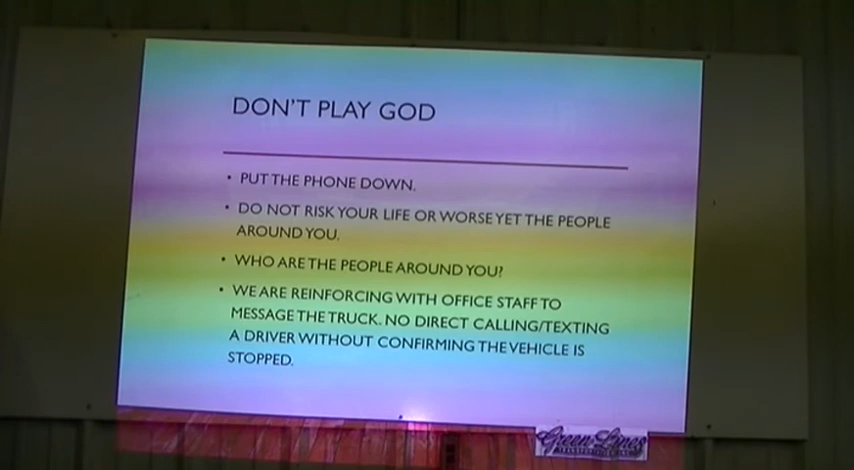 DON'T PLAY GOD
• PUT THE PHONE DOWN.
• DO NOT RISK YOUR LIFE OR WORSE YET THE PEOPLE
AROUND YOU.
• WHO ARE THE PEOPLE AROUND YOU?
• WE ARE REINFORCING WITH OFFICE STAFF TO
MESSAGE THE TRUCK. NO DIRECT CALLING/TEXTING
A DRIVER WITHOUT CONFIRMING THE VEHICLE IS
STOPPED.
Green Lines
TRANSPORTATION INC.